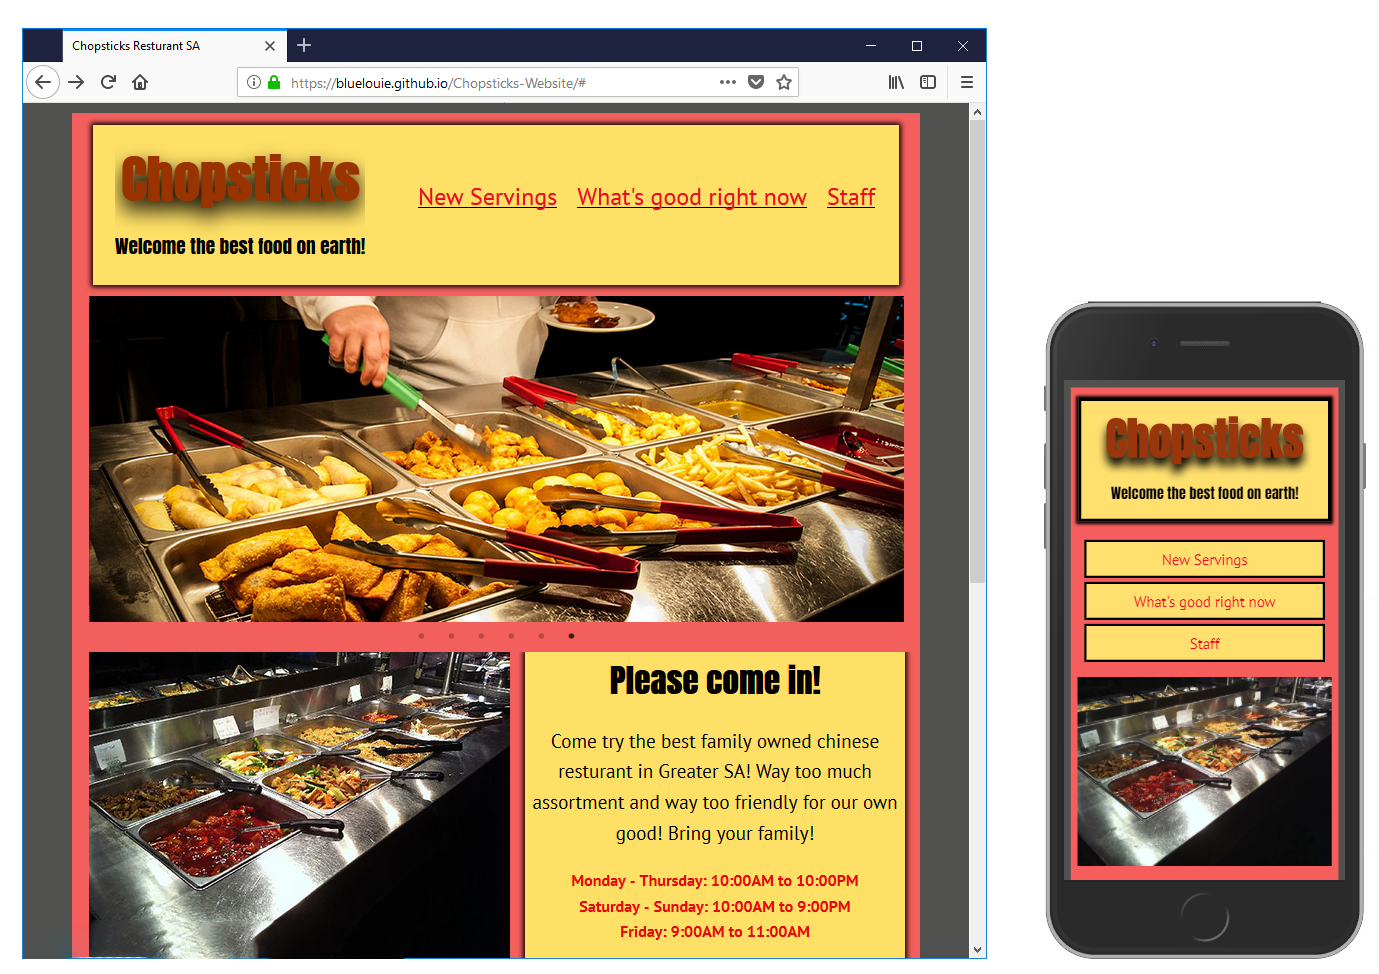 Chopsticks Resturant SA
https://bluelouie.github.io/Chopsticks-Website/#
Chopsticks
Welcome the best food on earth!
New Servings What's good right now Staff
Please come in!
Come try the best family owned chinese
resturant in Greater SA! Way too much
assortment and way too friendly for our own
good! Bring your family!
Monday - Thursday: 10:00AM to 10:00PM
Saturday - Sunday: 10:00AM to 9:00PM
Friday: 9:00AM to 11:00AM
Chopsticks
Welcome the best food on earth!
New Servings
What's good right now
Staff